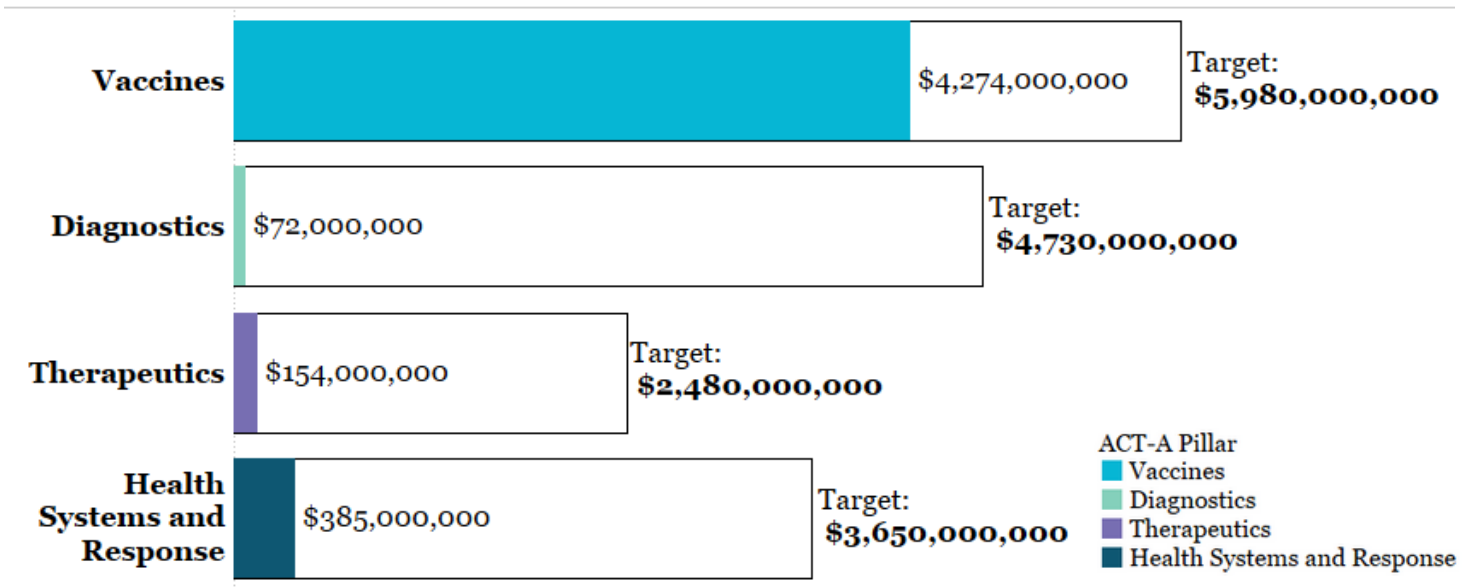 Vaccines
$4,274,000,000
Target:
$5,980,000,000
Diagnostics
$72,000,000
Target:
$4,730,000,000
Therapeutics
$154,000,000
Target:
$2,480,000,000
Health
Systems and
Response
$385,000,000
Target:
$3,650,000,000
ACT-A Pillar
Vaccines
Diagnostics
Therapeutics
Health Systems and Response